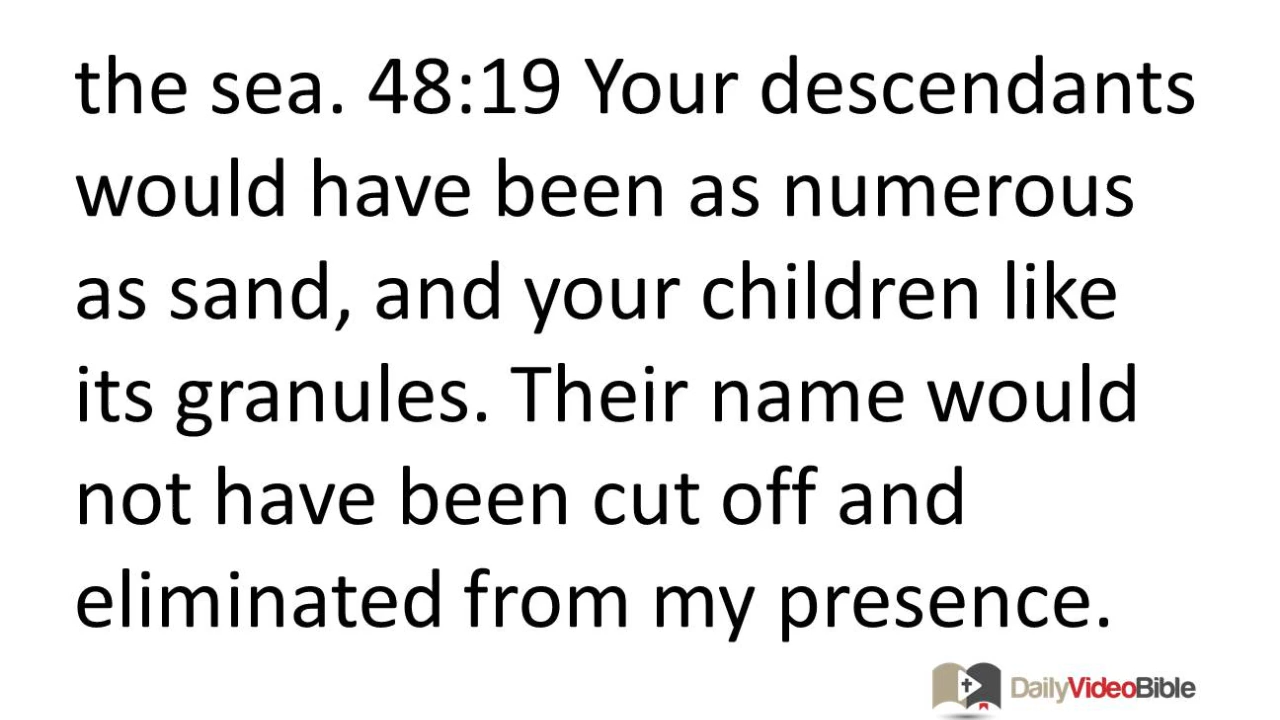 the sea. 48:19 Your descendants
would have been as numerous
as sand, and your children like
its granules. Their name would
not have been cut off and
eliminated from my presence.
DailyVideoBible